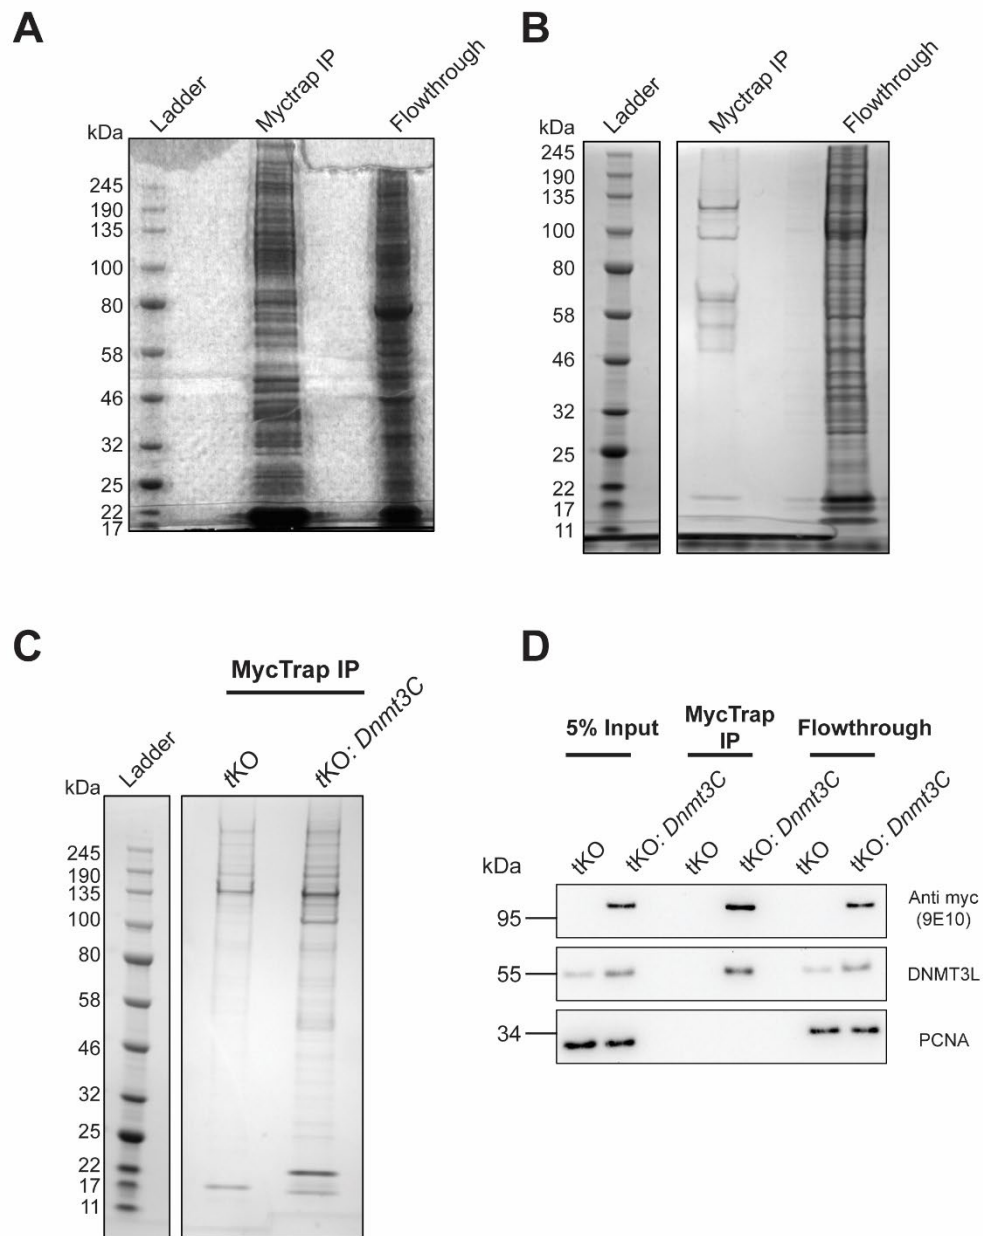 A
Ladder
Myctrap IP
Flowthrough
kDa
245
190
135
100
80
58
46
32
25
22
17
B
Ladder
Myctrap IP
Flowthrough
kDa
245
190
135
100
80
58
46
32
25
22
17
11
C
MycTrap IP
Ladder
tKO
tKO: Dnmt3C
kDa
245
190
135
100
80
58
46
32
25
22
17
11
D
5% Input
MycTrap
IP
Flowthrough
tKO
tKO: Dnmt3C
tKO
tKO: Dnmt3C
tKO
tKO: Dnmt3C
kDa
95
Anti myc
(9E10)
55
DNMT3L
34
PCNA